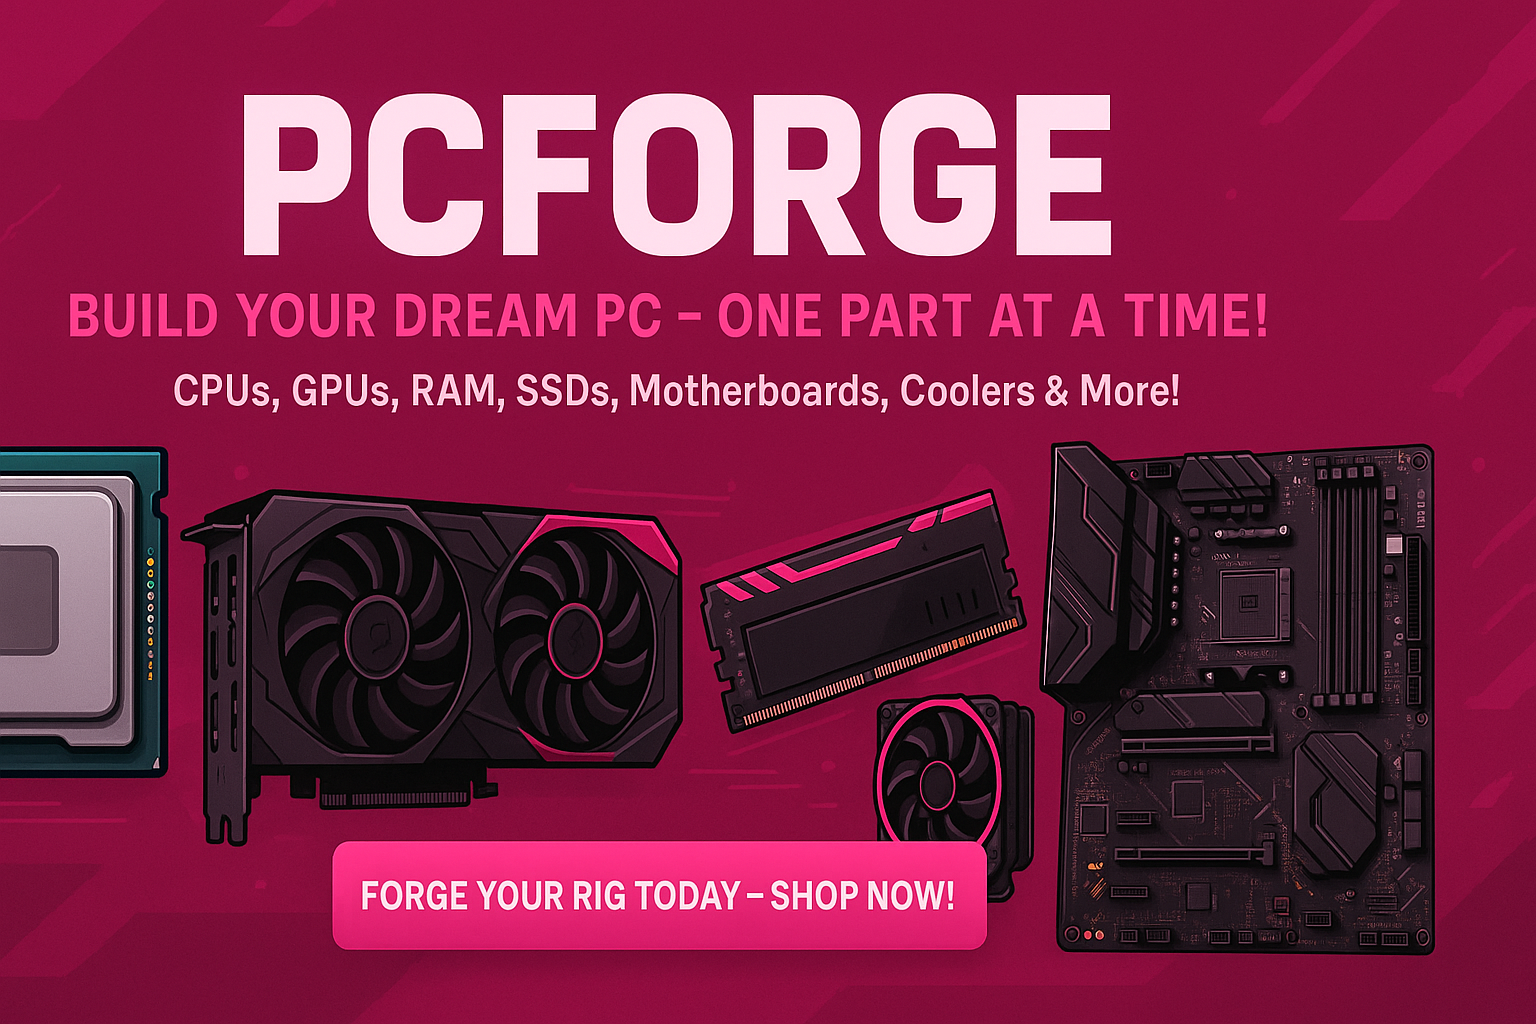 PCFORGE
BUILD YOUR DREAM PC – ONE PART AT A TIME!
CPUs, GPUs, RAM, SSDs, Motherboards, Coolers & More!
FORGE YOUR RIG TODAY – SHOP NOW!